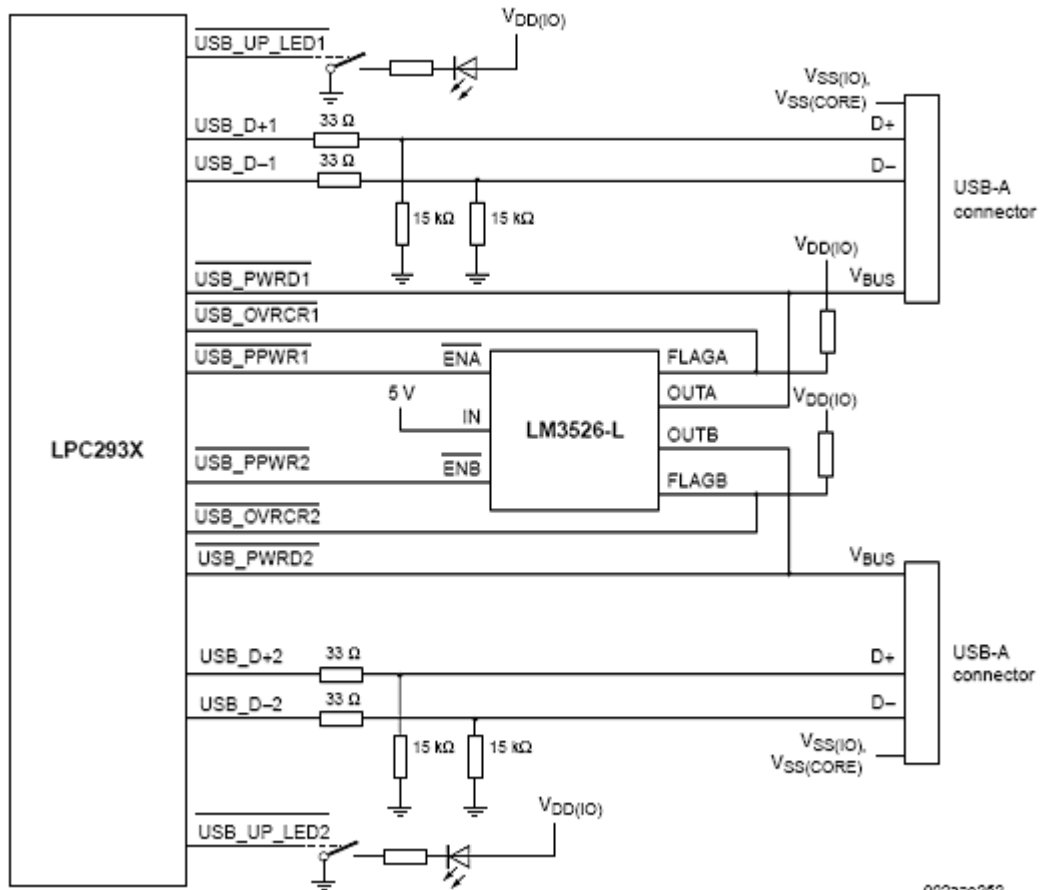 VDD(IO)
USB_UP_LED1
VSS(IO),
VSS(CORE)
USB_D+1
33 Ω
D+
USB_D−1
33 Ω
D−
USB-A
connector
15 kΩ
15 kΩ
VDD(IO)
USB_PWRD1
VBUS
USB_OVRCR1
USB_PPWR1
ENA
FLAGA
5 V
OUTA
VDD(IO)
IN
LM3526-L
OUTB
LPC293X
USB_PPWR2
ENB
FLAGB
USB_OVRCR2
USB_PWRD2
VBUS
USB_D+2
33 Ω
D+
USB-A
connector
USB_D−2
33 Ω
D−
15 kΩ
15 kΩ
VSS(IO),
VSS(CORE)
VDD(IO)
USB_UP_LED2